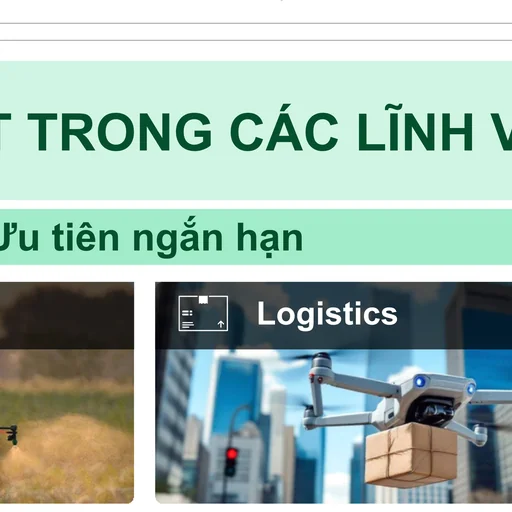 T TRONG CÁC LĨNH V
Ưu tiên ngắn hạn
Logistics